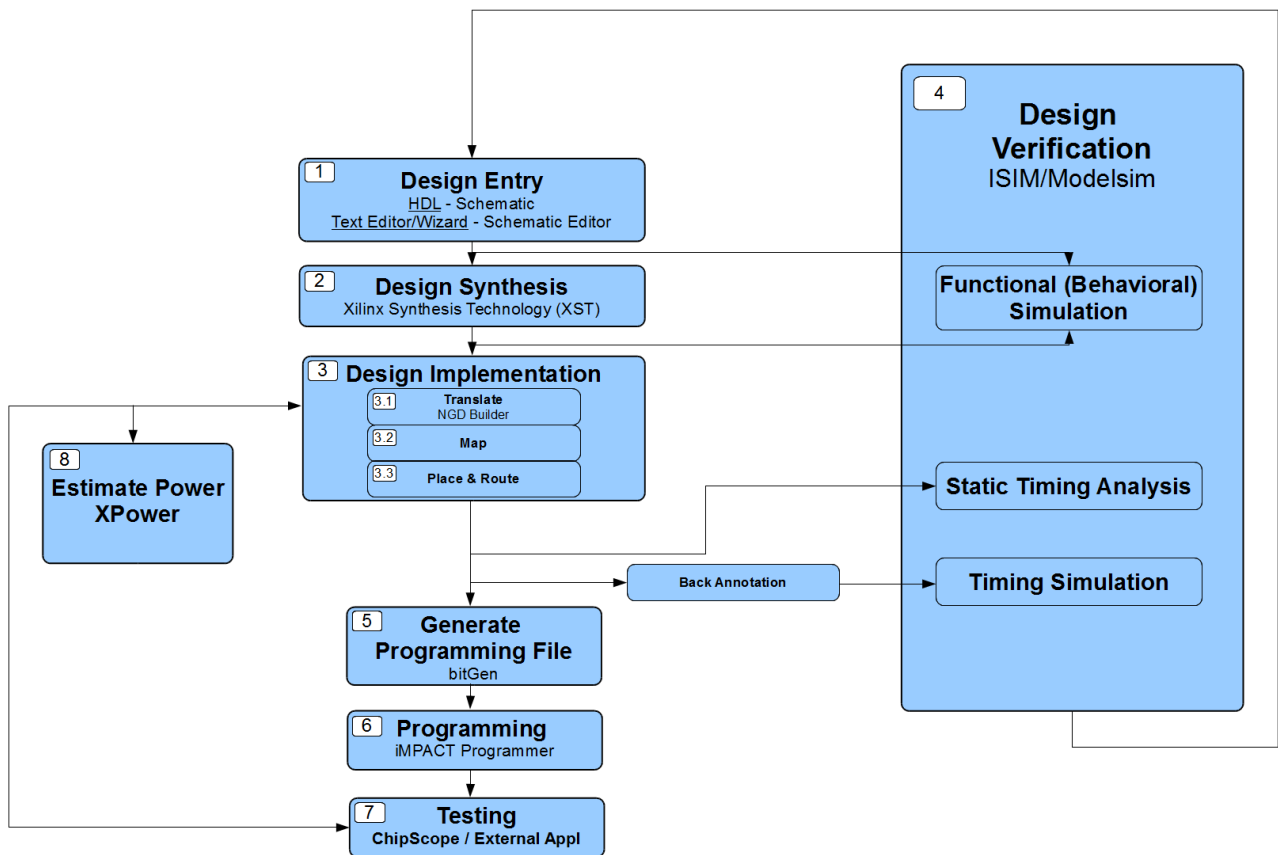 4
Design
Verification
ISIM/Modelsim
1
Design Entry
HDL - Schematic
Text Editor/Wizard - Schematic Editor
2
Design Synthesis
Xilinx Synthesis Technology (XST)
Functional (Behavioral)
Simulation
3
Design Implementation
3.1
Translate
NGD Builder
3.2
Map
3.3
Place & Route
8
Estimate Power
XPower
Static Timing Analysis
Back Annotation
Timing Simulation
5
Generate
Programming File
bitGen
6
Programming
iMPACT Programmer
7
Testing
ChipScope / External Appl